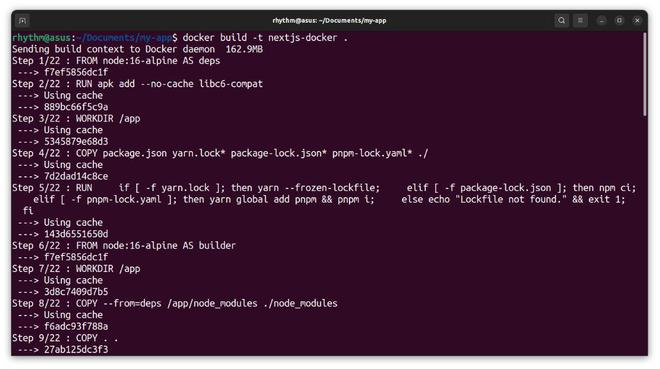 rhythm@asus: ~/Documents/my-app
rhythm@asus:~/Documents/my-app$ docker build -t nextjs-docker .
Sending build context to Docker daemon  162.9MB
Step 1/22 : FROM node:16-alpine AS deps
 ---> f7ef5856dc1f
Step 2/22 : RUN apk add --no-cache libc6-compat
 ---> Using cache
 ---> 889bc66f5c9a
Step 3/22 : WORKDIR /app
 ---> Using cache
 ---> 5345879e68d3
Step 4/22 : COPY package.json yarn.lock* package-lock.json* pnpm-lock.yaml* ./
 ---> Using cache
 ---> 7d2dad14c8ce
Step 5/22 : RUN     if [ -f yarn.lock ]; then yarn --frozen-lockfile;     elif [ -f package-lock.json ]; then npm ci;
    elif [ -f pnpm-lock.yaml ]; then yarn global add pnpm && pnpm i;     else echo "Lockfile not found." && exit 1;
  fi
 ---> Using cache
 ---> 143d6551650d
Step 6/22 : FROM node:16-alpine AS builder
 ---> f7ef5856dc1f
Step 7/22 : WORKDIR /app
 ---> Using cache
 ---> 3d8c7409d7b5
Step 8/22 : COPY --from=deps /app/node_modules ./node_modules
 ---> Using cache
 ---> f6adc93f788a
Step 9/22 : COPY . .
 ---> 27ab125dc3f3